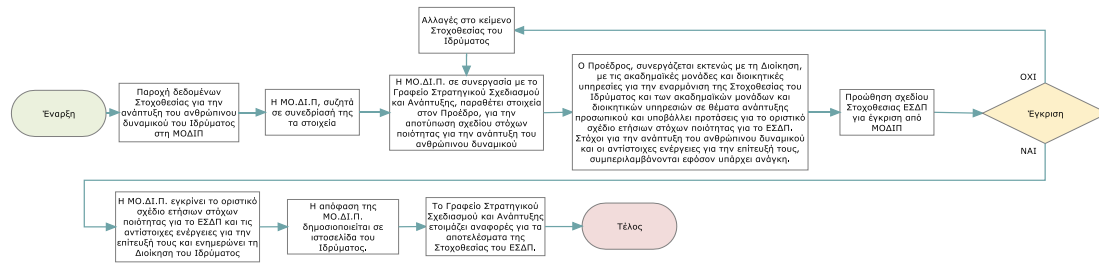 Έναρξη
Παροχή δεδομένων
Στοχοθεσίας για την
ανάπτυξη του ανθρώπινου
δυναμικού του Ιδρύματος
στη ΜΟΔΙΠ
Η ΜΟ.ΔΙ.Π, συζητά
σε συνεδρίασή της
τα στοιχεία
Αλλαγές στο κείμενο
Στοχοθεσίας του
Ιδρύματος
Η ΜΟ.ΔΙ.Π. σε συνεργασία με το
Γραφείο Στρατηγικού Σχεδιασμού
και Ανάπτυξης, παραθέτει στοιχεία
στον Προέδρο, για την
αποτύπωση σχεδίου στόχων
ποιότητας για την ανάπτυξη του
ανθρώπινου δυναμικού
Ο Προέδρος, συνεργάζεται εκτενώς με τη Διοίκηση,
με τις ακαδημαϊκές μονάδες και διοικητικές
υπηρεσίες για την εναρμόνιση της Στοχοθεσίας του
Ιδρύματος και των ακαδημαϊκών μονάδων και
διοικητικών υπηρεσιών σε θέματα ανάπτυξης
προσωπικού και υποβάλλει προτάσεις για το οριστικό
σχέδιο ετήσιων στόχων ποιότητας για το ΕΣΔΠ.
Στόχοι για την ανάπτυξη του ανθρώπινου δυναμικού
και οι αντίστοιχες ενέργειες για την επίτευξή τους,
συμπεριλαμβάνονται εφόσον υπάρχει ανάγκη.
Προώθηση σχεδίου
Στοχοθεσιας ΕΣΔΠ
για έγκριση από
ΜΟΔΙΠ
ΟΧΙ
Έγκριση
ΝΑΙ
Η ΜΟ.ΔΙ.Π. εγκρίνει το οριστικό
σχέδιο ετήσιων στόχων
ποιότητας για το ΕΣΔΠ και τις
αντίστοιχες ενέργειες για την
επίτευξή τους και ενημερώνει τη
Διοίκηση του Ιδρύματος
Η απόφαση της
ΜΟ.ΔΙ.Π.
δημοσιοποιείται σε
ιστοσελίδα του
Ιδρύματος.
Το Γραφείο Στρατηγικού
Σχεδιασμού και Ανάπτυξης
ετοιμάζει αναφορές για τα
αποτελέσματα της
Στοχοθεσίας του ΕΣΔΠ.
Τέλος